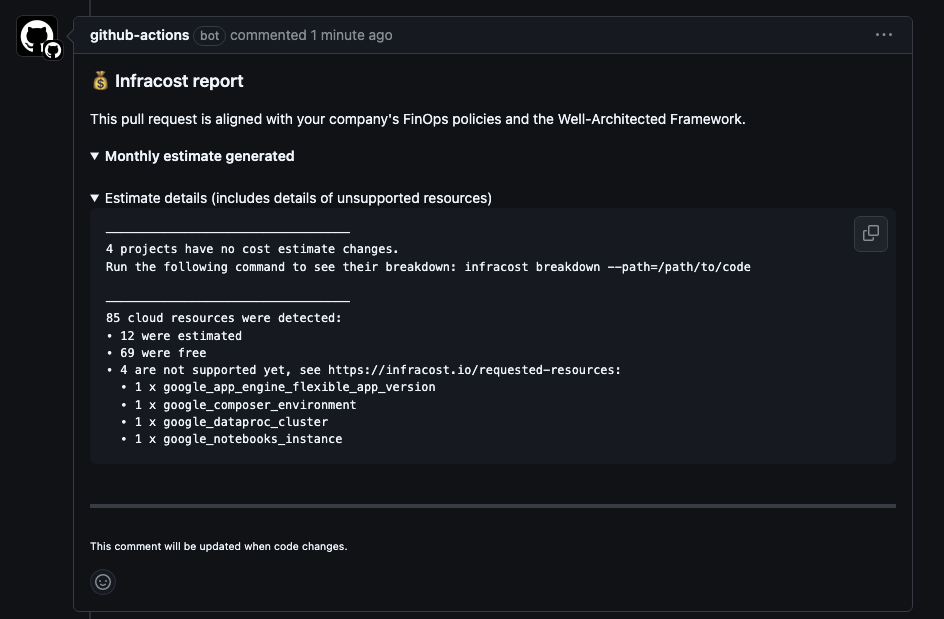 github-actions bot commented 1 minute ago
💰 Infracost report
This pull request is aligned with your company's FinOps policies and the Well-Architected Framework.
▼ Monthly estimate generated
▼ Estimate details (includes details of unsupported resources)
──────────────────────────────────
4 projects have no cost estimate changes.
Run the following command to see their breakdown: infracost breakdown --path=/path/to/code
──────────────────────────────────
85 cloud resources were detected:
∙ 12 were estimated
∙ 69 were free
∙ 4 are not supported yet, see https://infracost.io/requested-resources:
∙ 1 x google_app_engine_flexible_app_version
∙ 1 x google_composer_environment
∙ 1 x google_dataproc_cluster
∙ 1 x google_notebooks_instance
This comment will be updated when code changes.